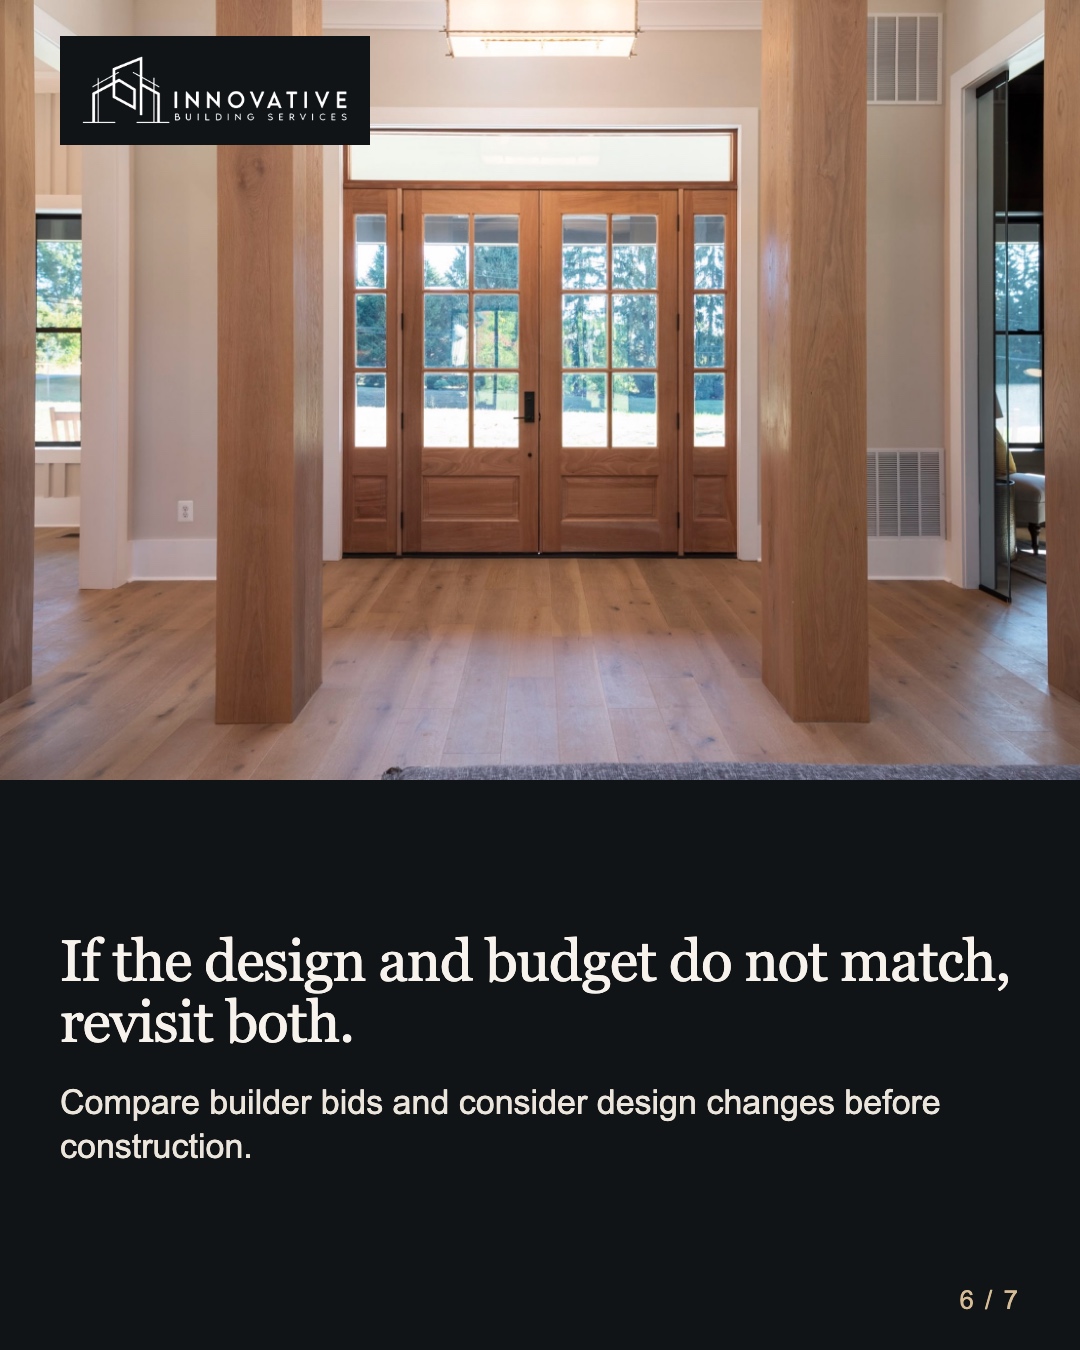 INNOVATIVE
BUILDING SERVICES
If the design and budget do not match,
revisit both.
Compare builder bids and consider design changes before
construction.
6 / 7